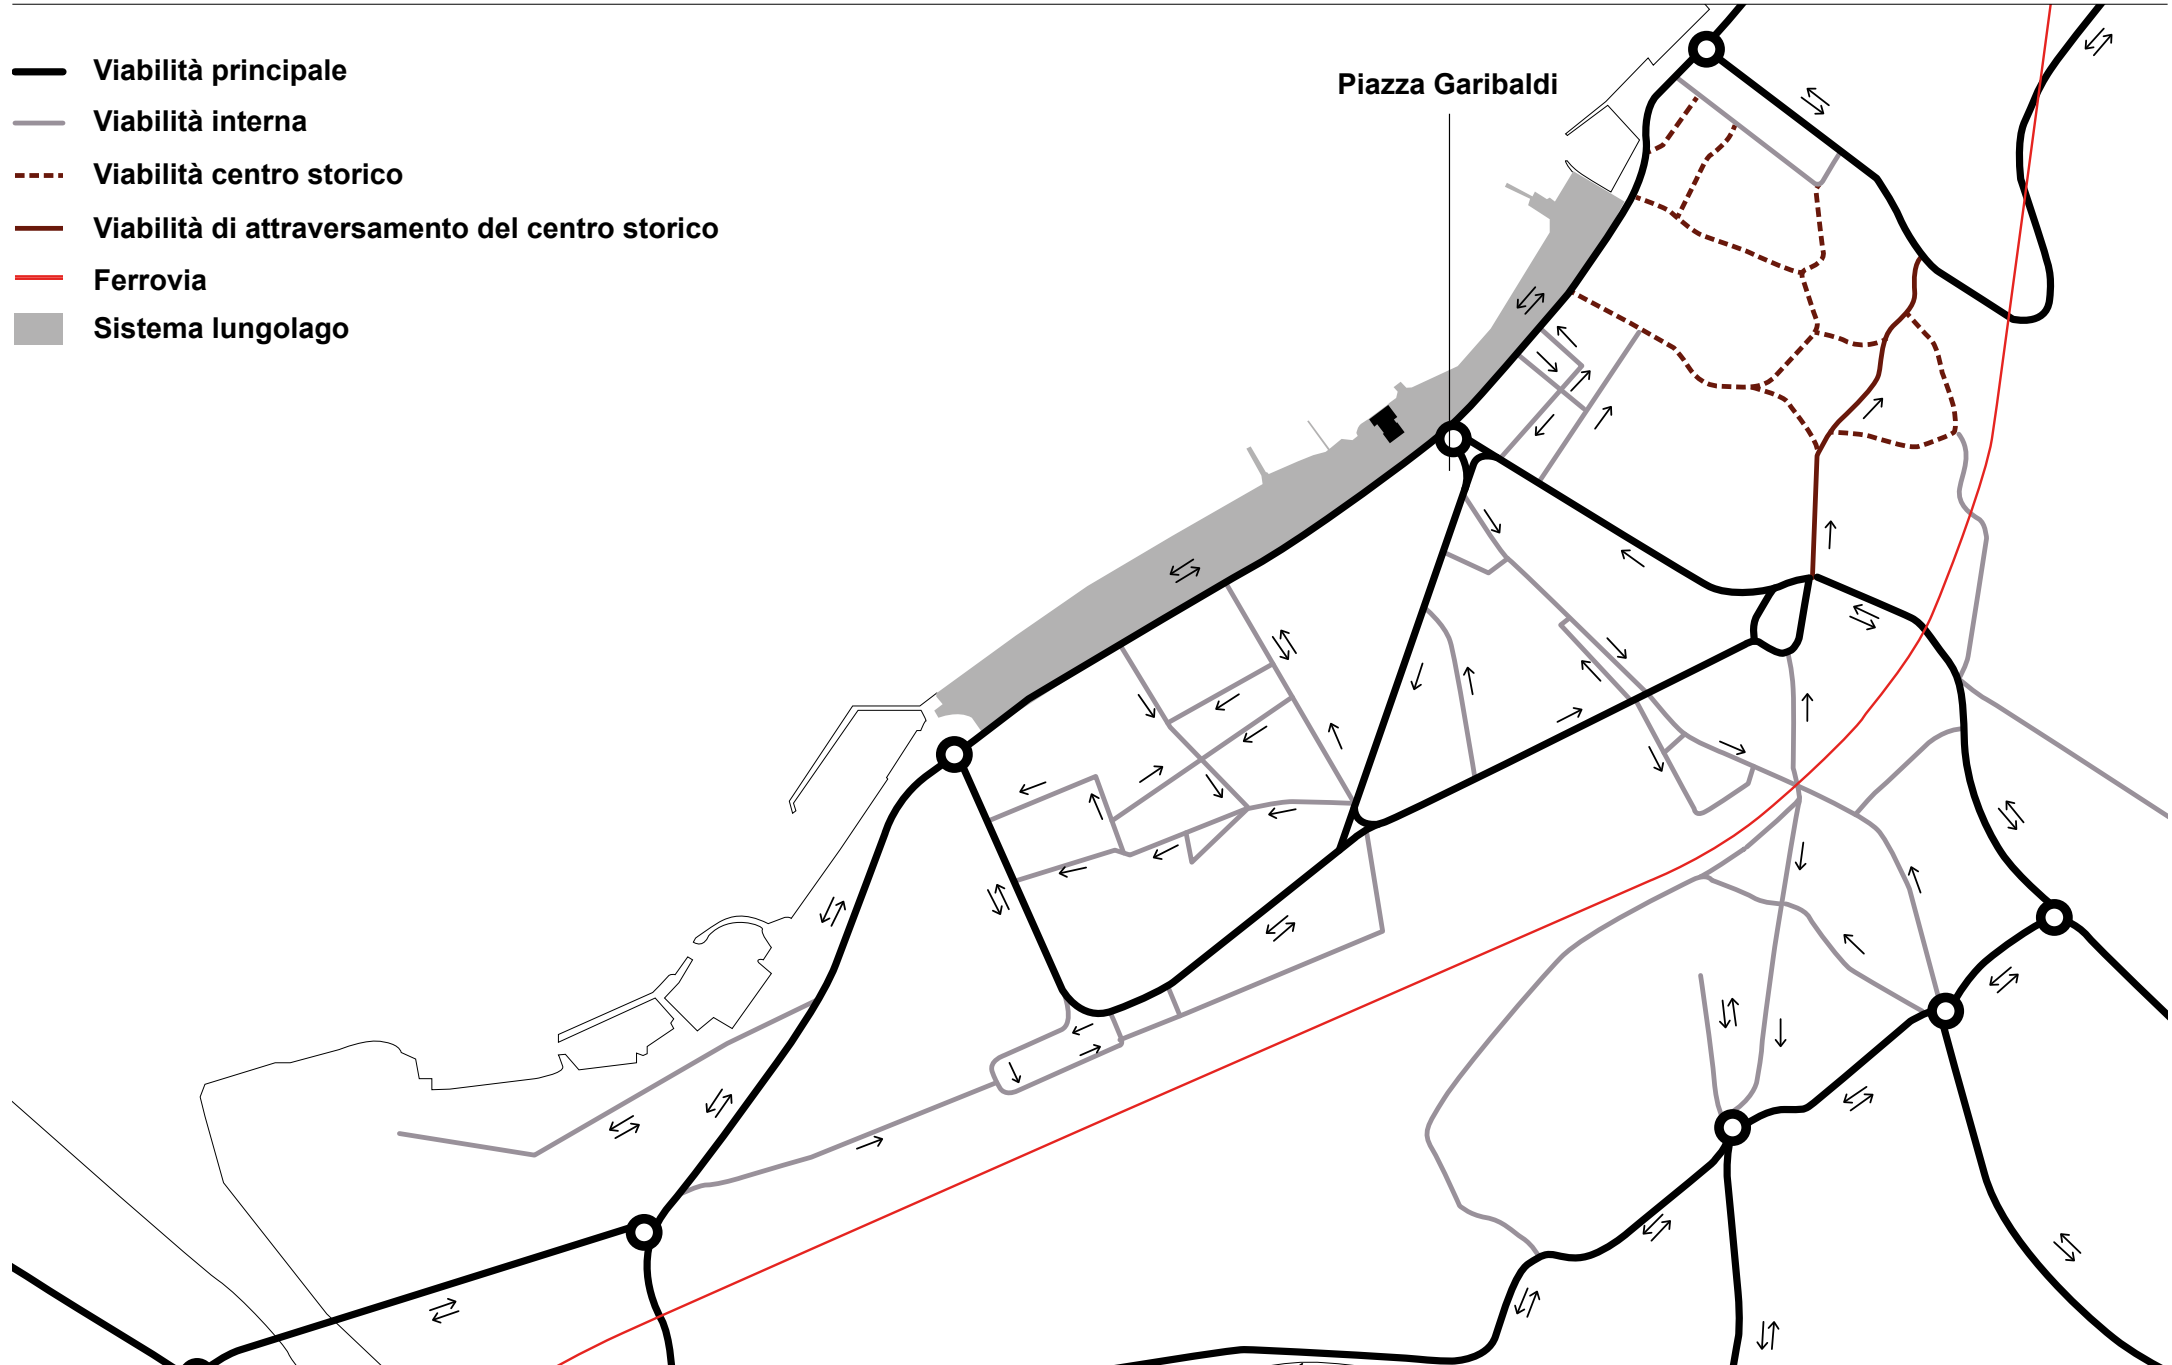 Viabilità principale
Viabilità interna
Viabilità centro storico
Viabilità di attraversamento del centro storico
Ferrovia
Sistema lungolago
Piazza Garibaldi